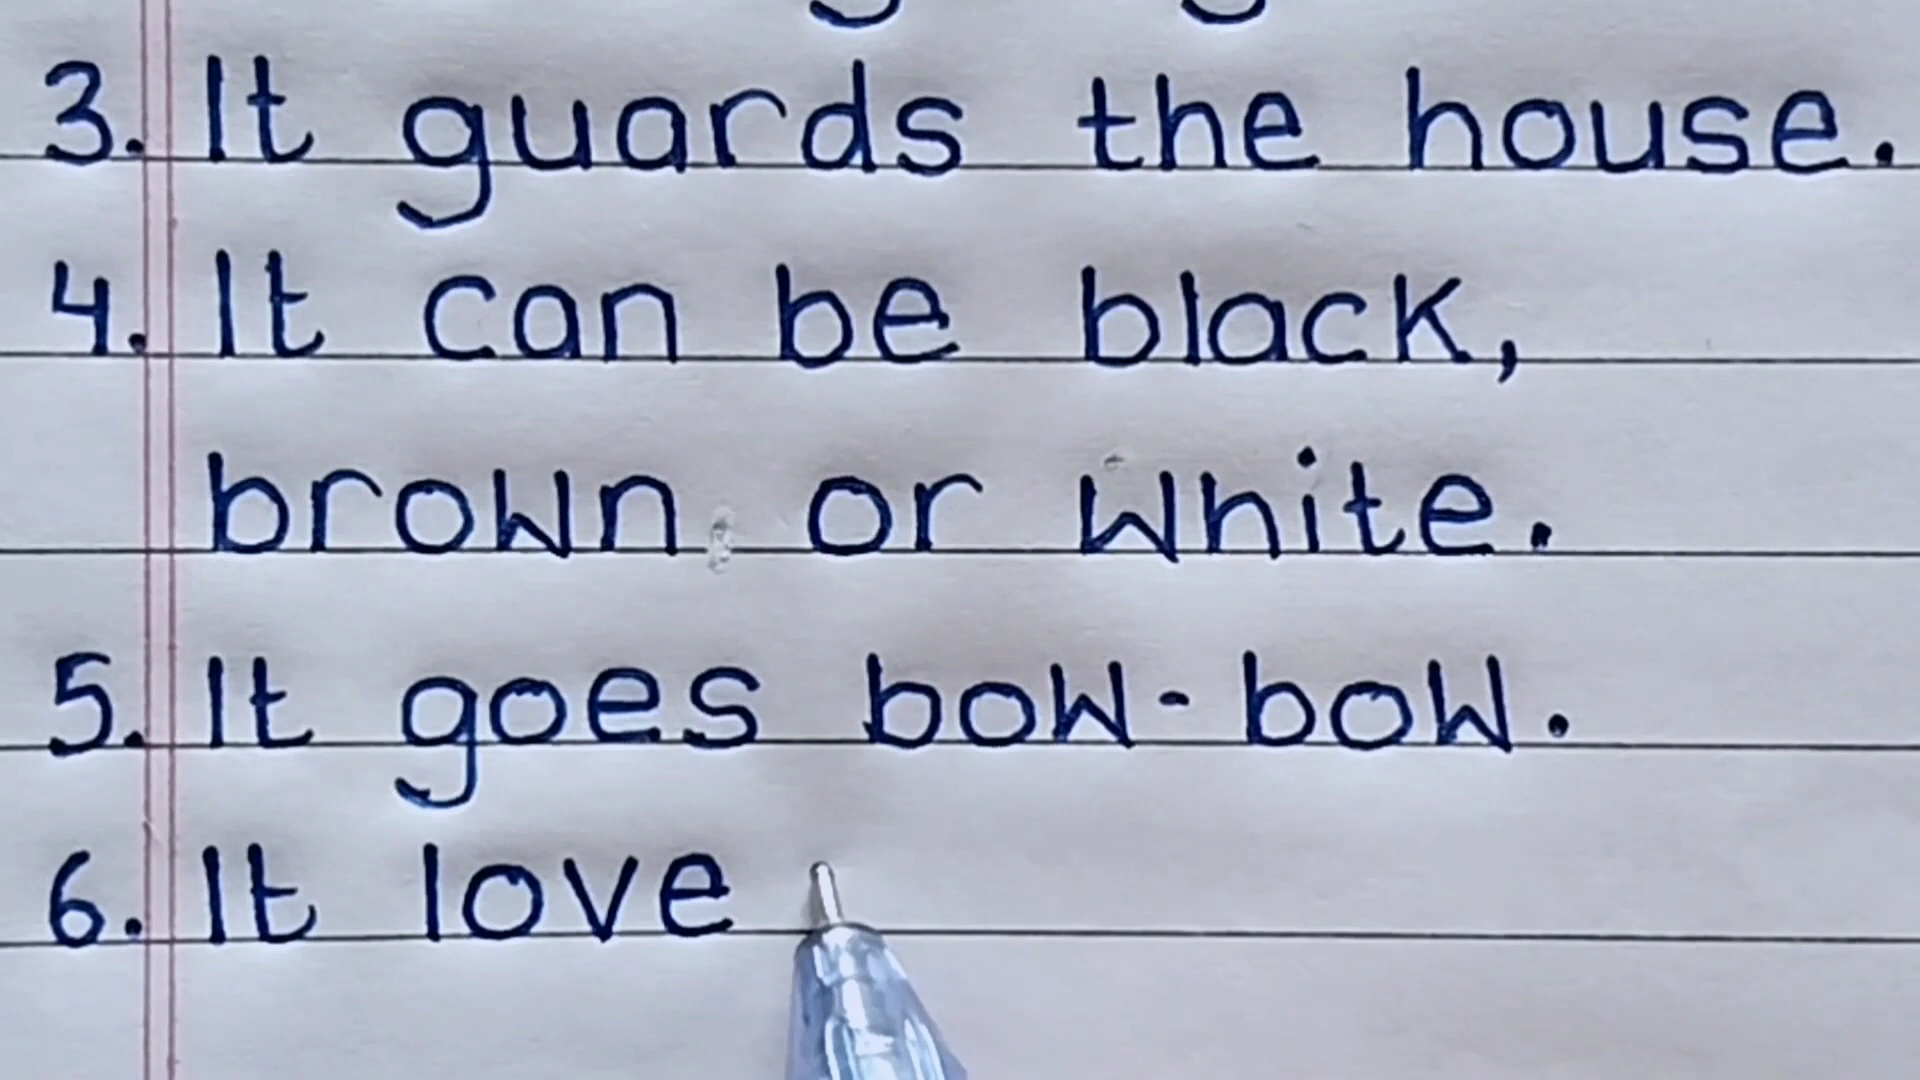 3. It guards the house.
4. It can be black,
brown or white.
5. It goes bow-bow.
6. It love